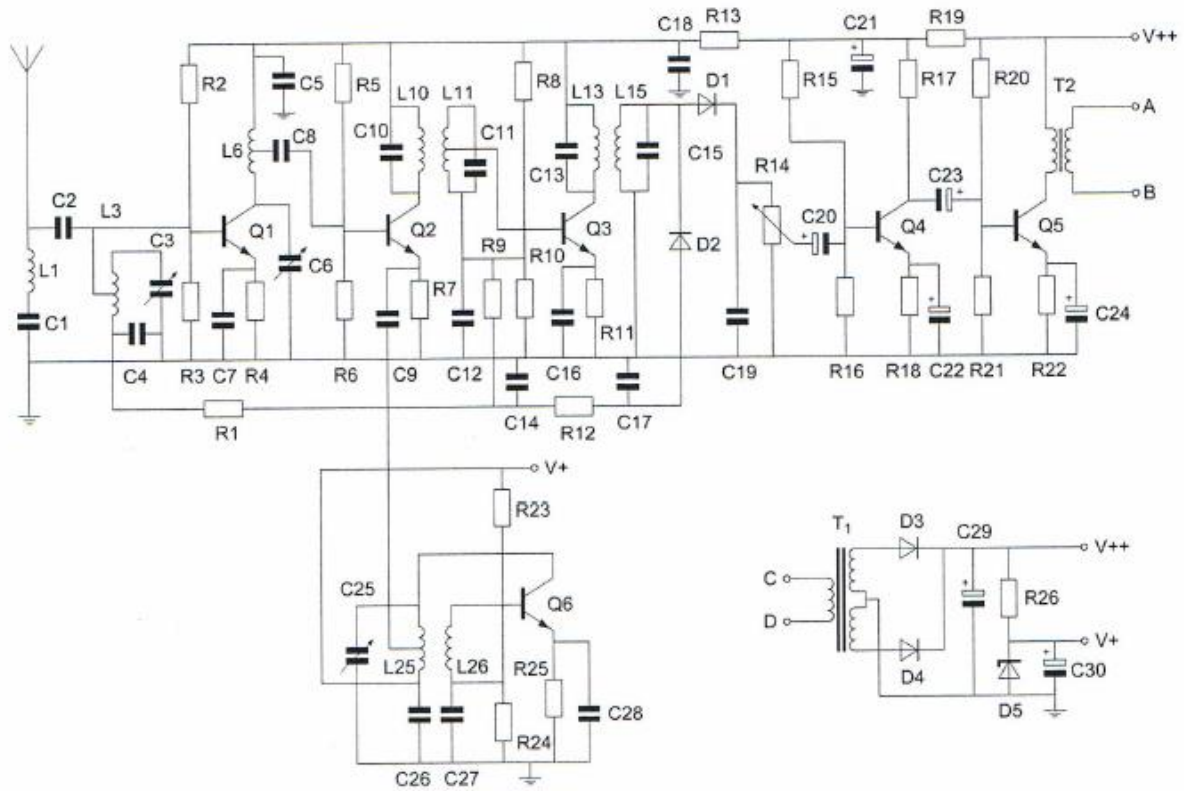 C18 R13 C21 R19
V++
R2 C5 R5 L10 L11 R8 L13 L15 D1 R15 R17 R20 T2
A
C8 C10 C11 C15
L6 C13 R14 C23
B
C2 L3 C3 Q1 Q2 Q3 C20 Q4 Q5
D2
L1 C6 R9 R10
R7
C1 R11 C24
C4 R3 C7 R4 R6 C9 C12 C16 C19 R16 R18 C22 R21 R22
C14 C17
R1 R12
V+
R23
T1 D3 C29
V++
C25 Q6 C
R26
D
V+
L25 L26 R25 D4 C30
C28 D5
R24
C26 C27